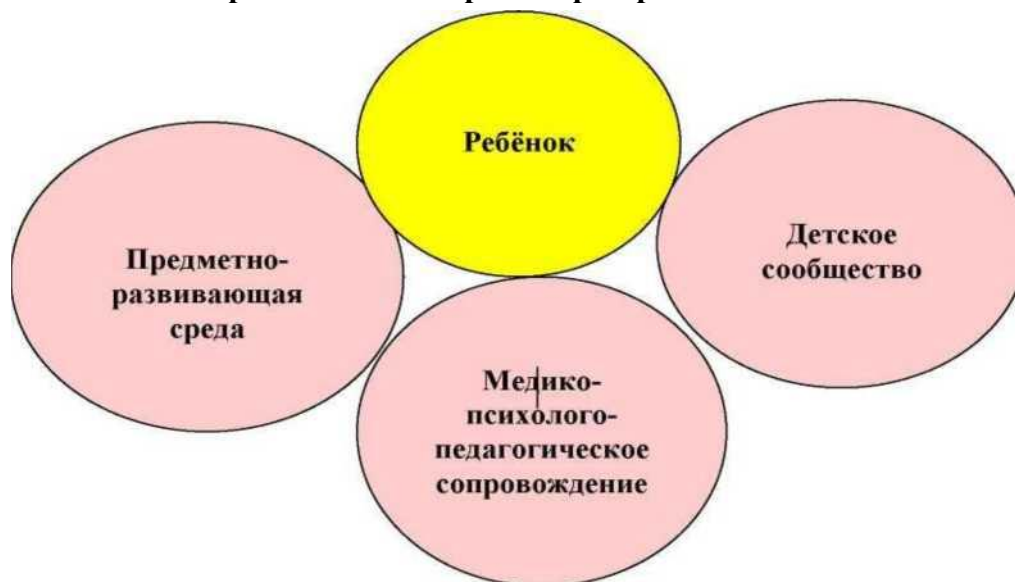 Ребёнок
Предметно-
развивающая
среда
Детское
сообщество
Медико-
психолого-
педагогическое
сопровождение